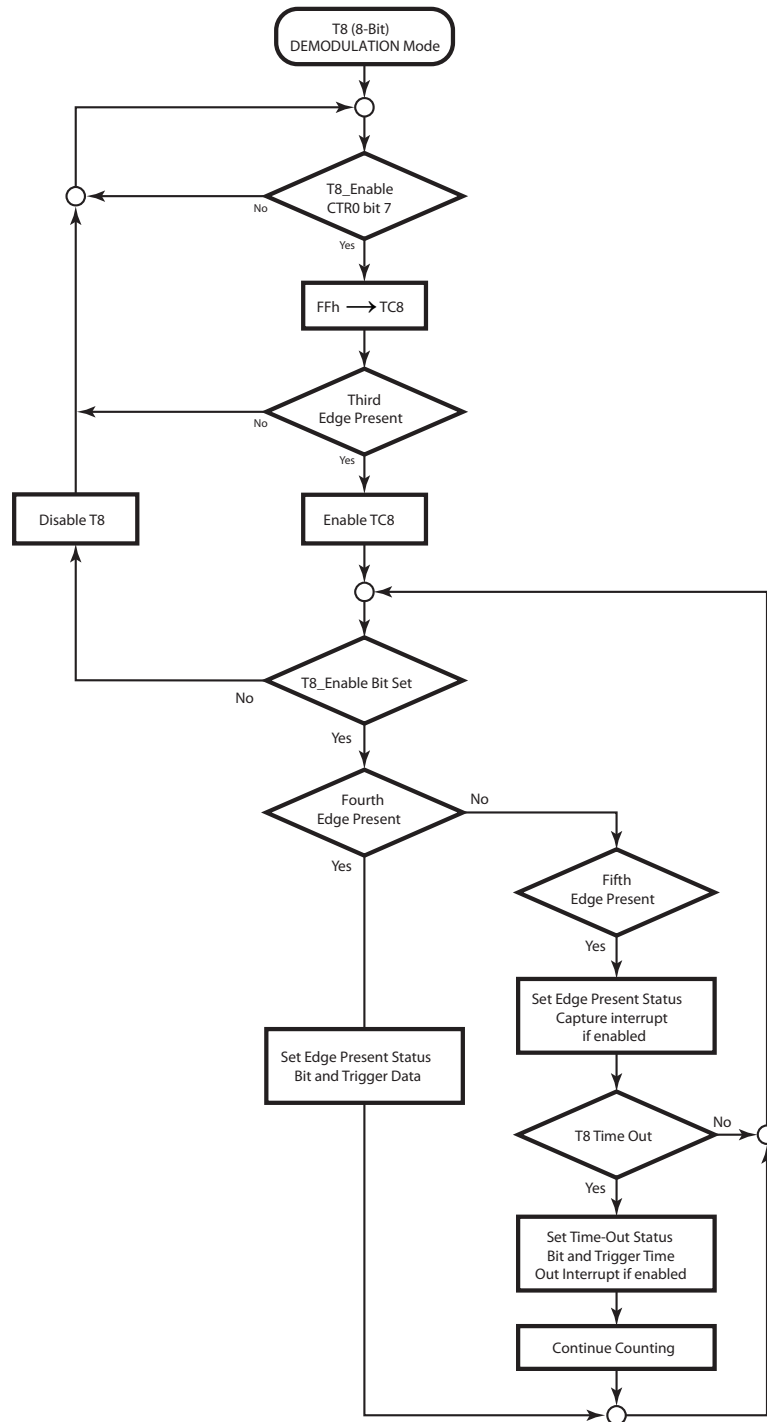 T8 (8-Bit)
DEMODULATION Mode
T8_Enable
CTR0 bit 7
No
Yes
FFh → TC8
Third
Edge Present
No
Yes
Disable T8
Enable TC8
T8_Enable Bit Set
No
Yes
Fourth
Edge Present
No
Yes
Fifth
Edge Present
Yes
Set Edge Present Status
Capture interrupt
if enabled
Set Edge Present Status
Bit and Trigger Data
T8 Time Out
No
Yes
Set Time-Out Status
Bit and Trigger Time
Out Interrupt if enabled
Continue Counting